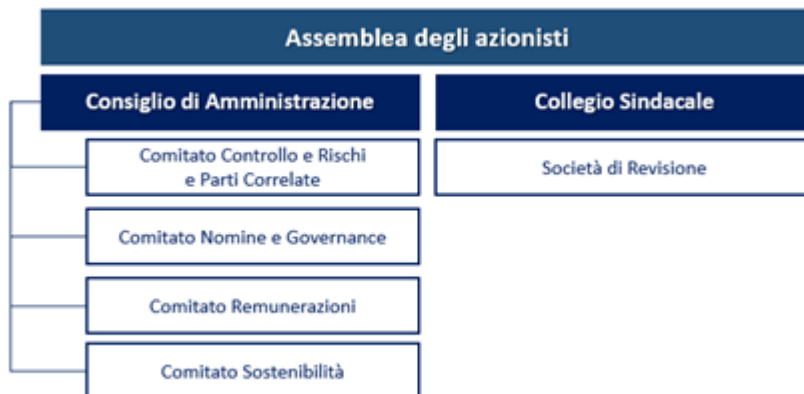 Assemblea degli azionisti
Consiglio di Amministrazione
Collegio Sindacale
Comitato Controllo e Rischi
e Parti Correlate
Società di Revisione
Comitato Nomine e Governance
Comitato Remunerazioni
Comitato Sostenibilità